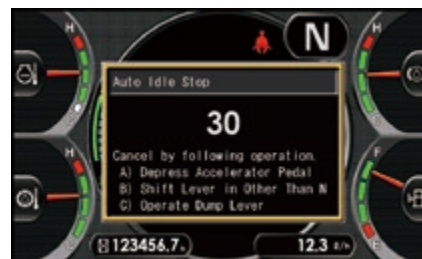 H
N
H
Auto Idle Stop
30
C
C
Cancel by following operation.
A) Depress Accelerator Pedal
B) Shift Lever in Other Than N
C) Operate Dump Lever
H
F
C
E
123456.7h
12.3